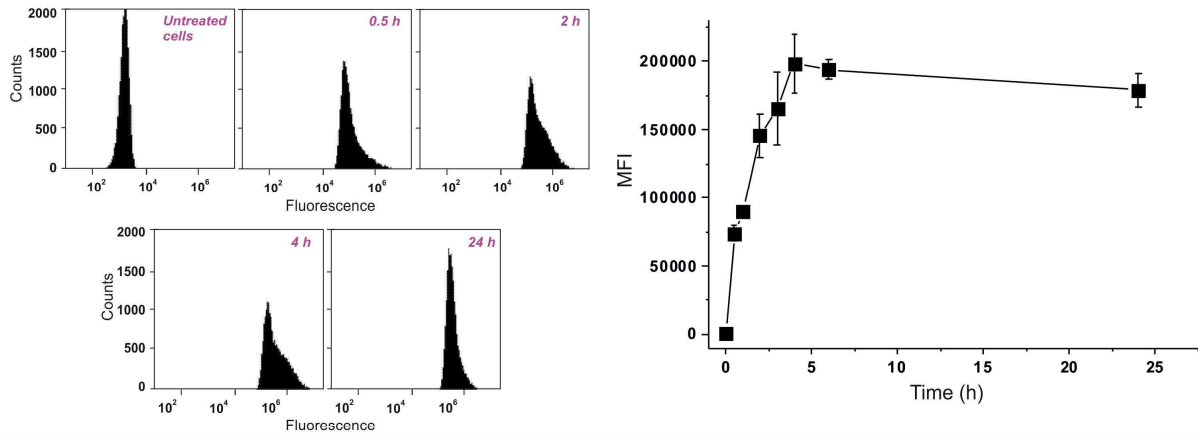 2000
1500
1000
500
0
Counts
Untreated
cells
0.5 h
2 h
10² 10⁴ 10⁶
10² 10⁴ 10⁶
10² 10⁴ 10⁶
Fluorescence
2000
1500
1000
500
0
Counts
4 h
24 h
10² 10⁴ 10⁶
10² 10⁴ 10⁶
Fluorescence
200000
150000
100000
50000
0
MFI
0 5 10 15 20 25
Time (h)